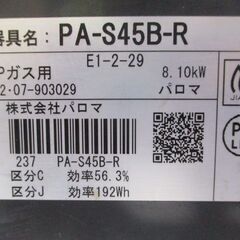 器具名: PA-S45B-R
E1-2-29
Pガス用 8.10kW
2・07-903029 パロマ
株式会社パロマ
237 PA-S45B-R
区分C 効率56.3%
区分J 効率192Wh